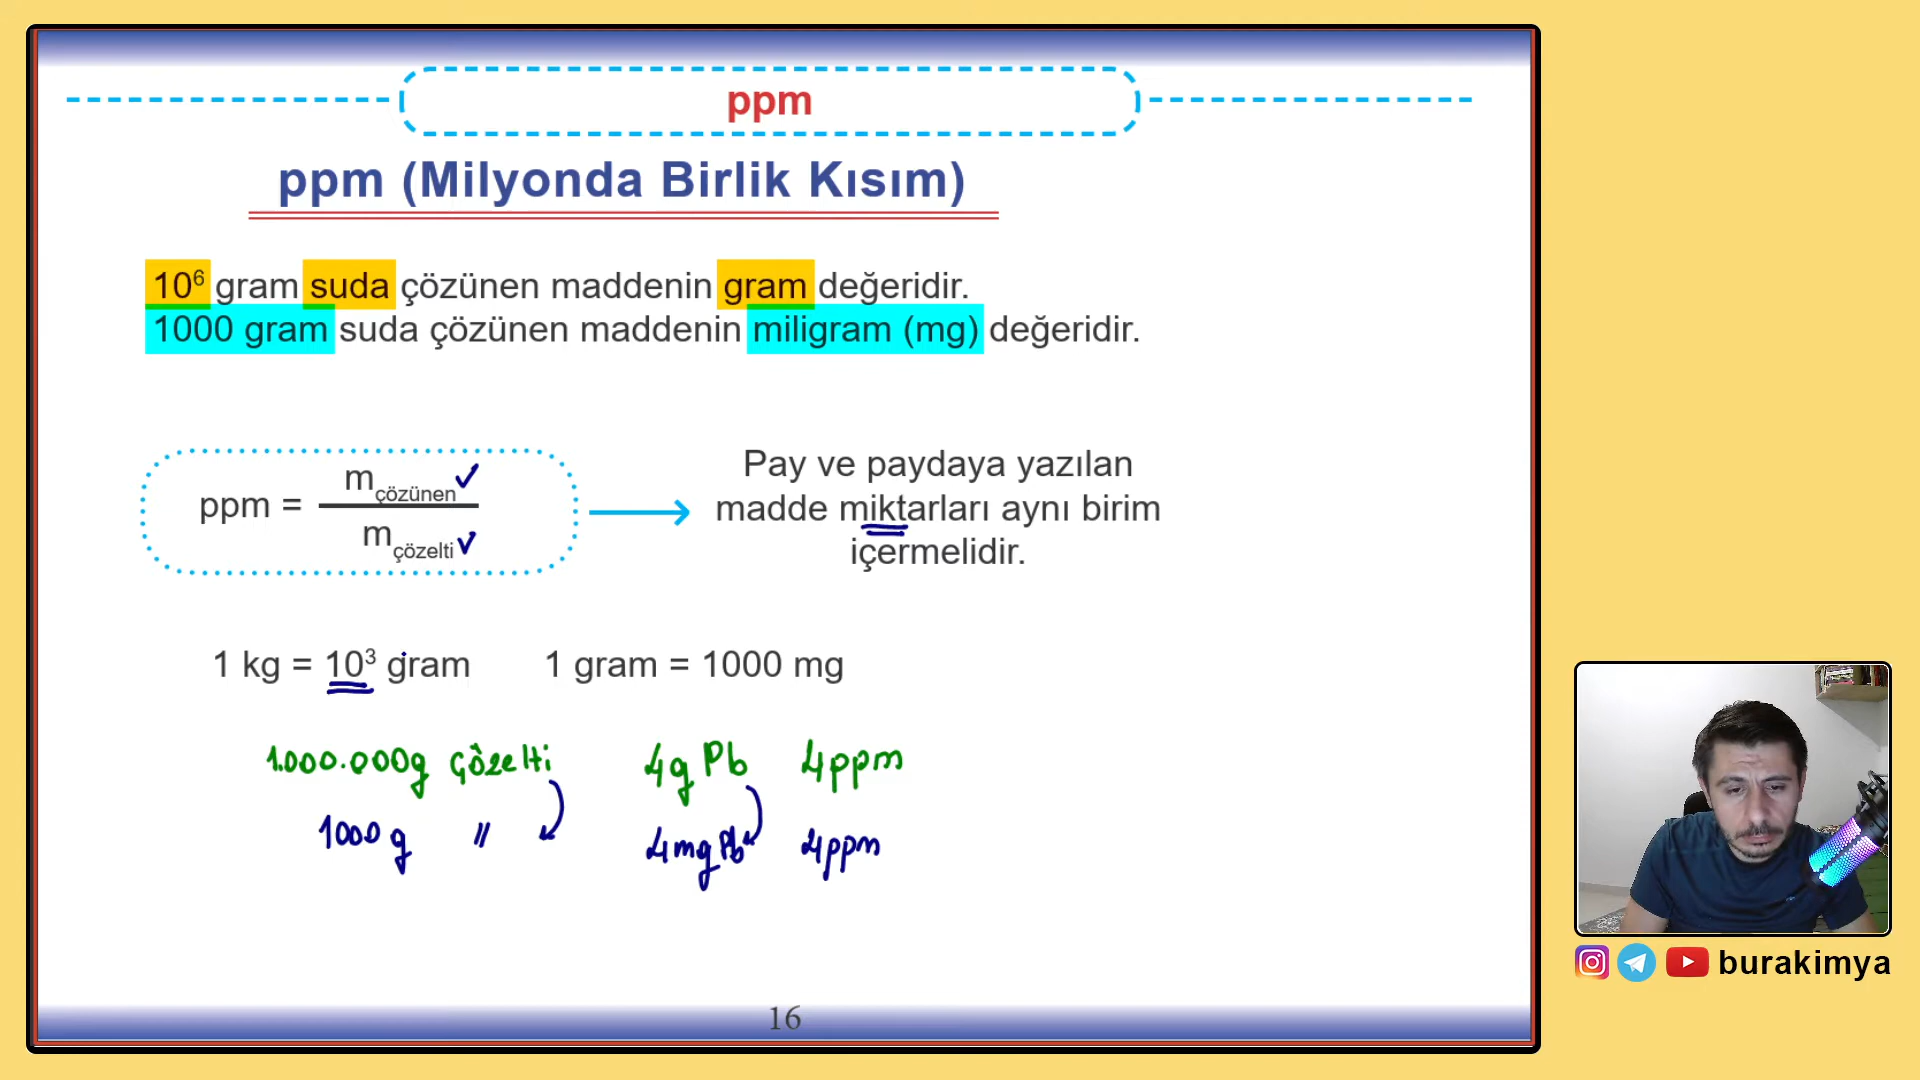 ppm
ppm (Milyonda Birlik Kısım)
10⁶ gram suda çözünen maddenin gram değeridir.
1000 gram suda çözünen maddenin miligram (mg) değeridir.
ppm = m çözünen / m çözelti
Pay ve paydaya yazılan
madde miktarları aynı birim
içermelidir.
1 kg = 10³ gram 1 gram = 1000 mg
1.000.000g çözelti 4g Pb 4ppm
1000g " 4mg Pb 4ppm
burakimya
16